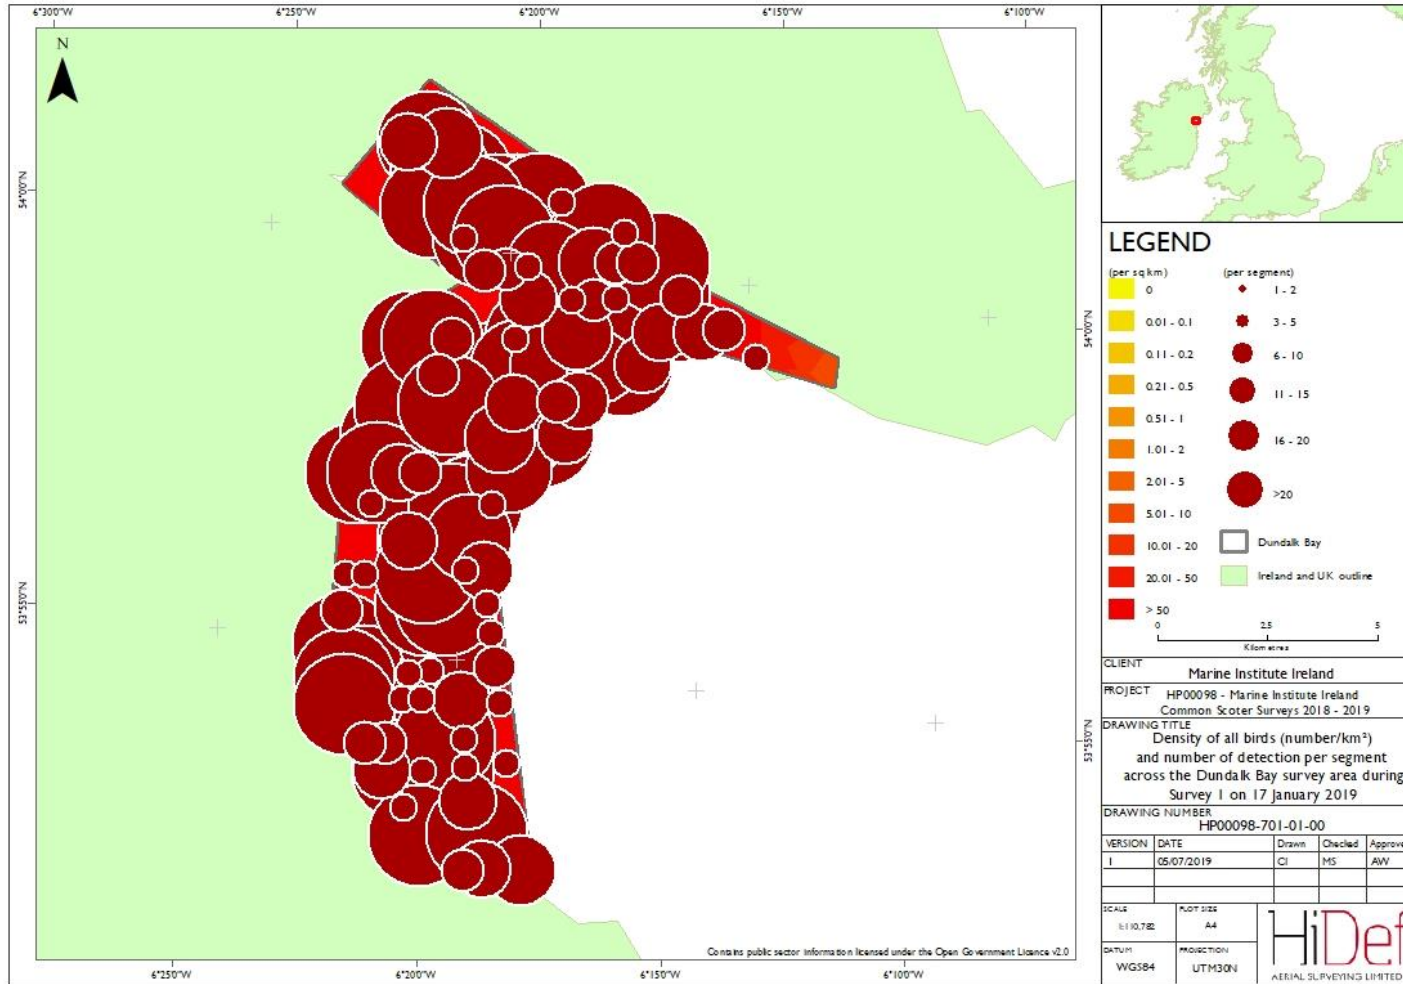 6°30'0"W
6°25'0"W
6°20'0"W
6°15'0"W
6°10'0"W
N
54°0'0"N
54°0'0"N
53°55'0"N
53°55'0"N
6°25'0"W
6°20'0"W
6°15'0"W
6°10'0"W
Contains public sector information licensed under the Open Government Licence v2.0
LEGEND
(per sq km)
(per segment)
0
1 - 2
0.01 - 0.1
3 - 5
0.11 - 0.2
6 - 10
0.21 - 0.5
11 - 15
0.51 - 1
16 - 20
1.01 - 2
2.01 - 5
>20
5.01 - 10
10.01 - 20
Dundalk Bay
20.01 - 50
Ireland and UK outline
> 50
0
2.5
5
Kilometres
CLIENT
Marine Institute Ireland
PROJECT
HP00098 - Marine Institute Ireland
Common Scoter Surveys 2018 - 2019
DRAWING TITLE
Density of all birds (number/km²)
and number of detection per segment
across the Dundalk Bay survey area during
Survey 1 on 17 January 2019
DRAWING NUMBER
HP00098-701-01-00
VERSION DATE Drawn Checked Approve
1 05/07/2019 CI MS AW
SCALE
PLOT SIZE
A4
DATUM
WGS84
PROJECTION
UTM30N
HiDef
AERIAL SURVEYING LIMITED